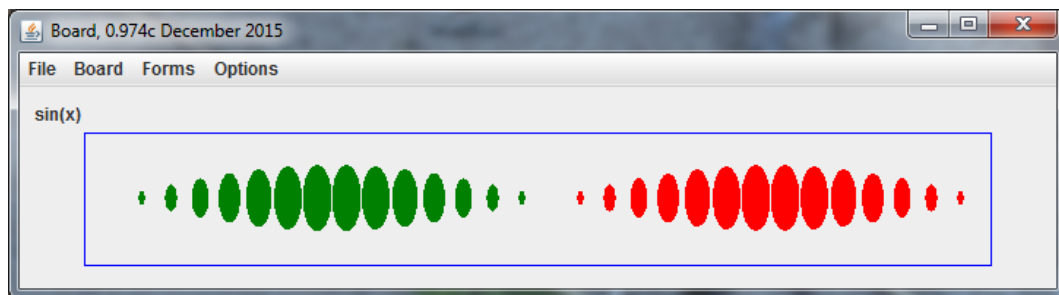 Board, 0.974c December 2015
File Board Forms Options
sin(x)